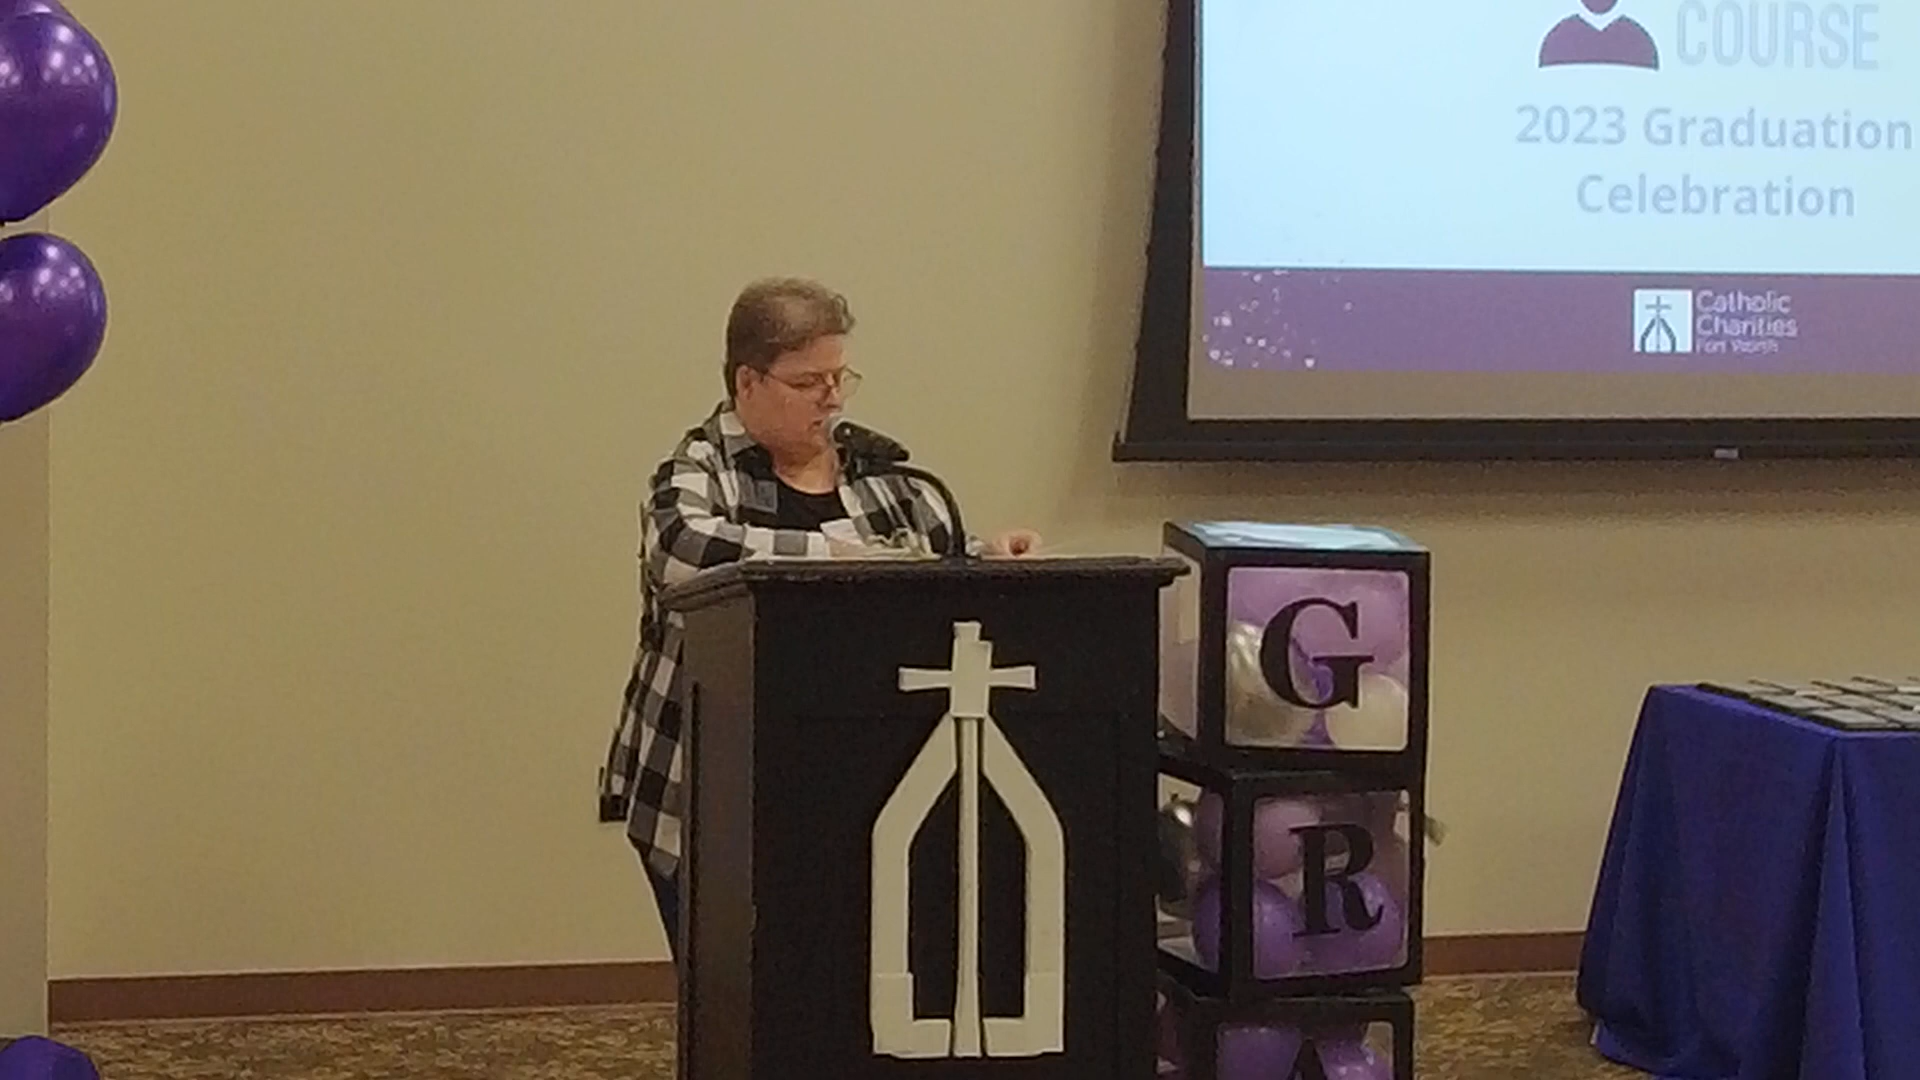 COURSE
2023 Graduation
Celebration
Catholic
Charities
Fort Worth
G
R
A